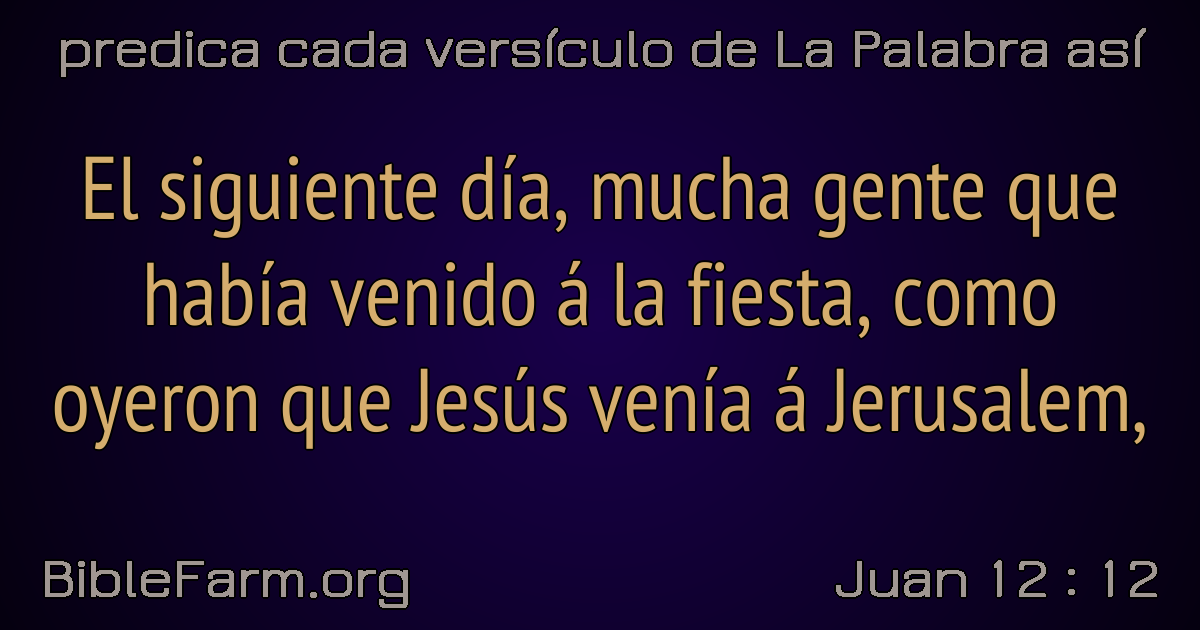 predica cada versículo de La Palabra así
El siguiente día, mucha gente que
había venido á la fiesta, como
oyeron que Jesús venía á Jerusalem,
BibleFarm.org
Juan 12 : 12